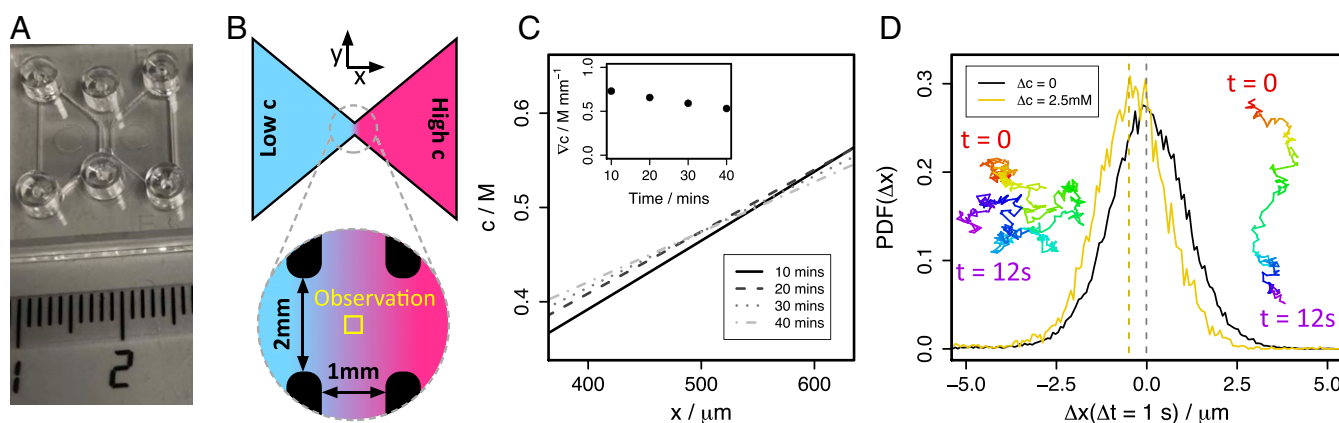 A
1
2
B
y
x
Low c
High c
Observation
2mm
1mm
C
c / M
0.6
0.5
0.4
∇c / M mm⁻¹
1.0
0.5
0.0
10 20 30 40
Time / mins
10 mins
20 mins
30 mins
40 mins
400 500 600
x / μm
D
PDF(Δx)
0.3
0.2
0.1
0.0
Δc = 0
Δc = 2.5mM
t = 0
t = 0
t = 12s
t = 12s
-5.0 -2.5 0.0 2.5 5.0
Δx(Δt = 1 s) / μm